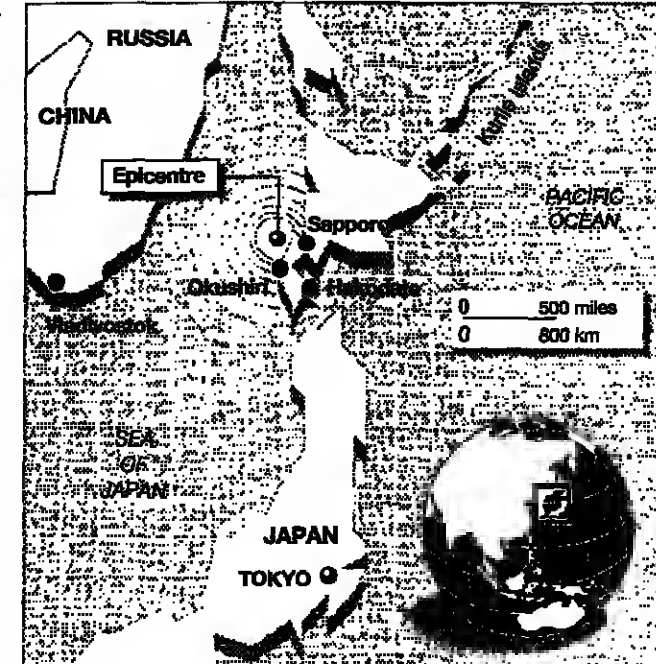 RUSSIA
CHINA
Kurile Islands
Epicentre
PACIFIC
OCEAN
Sapporo
Okushiri
Hakodate
Vladivostok
0 500 miles
0 800 km
SEA
OF
JAPAN
JAPAN
TOKYO